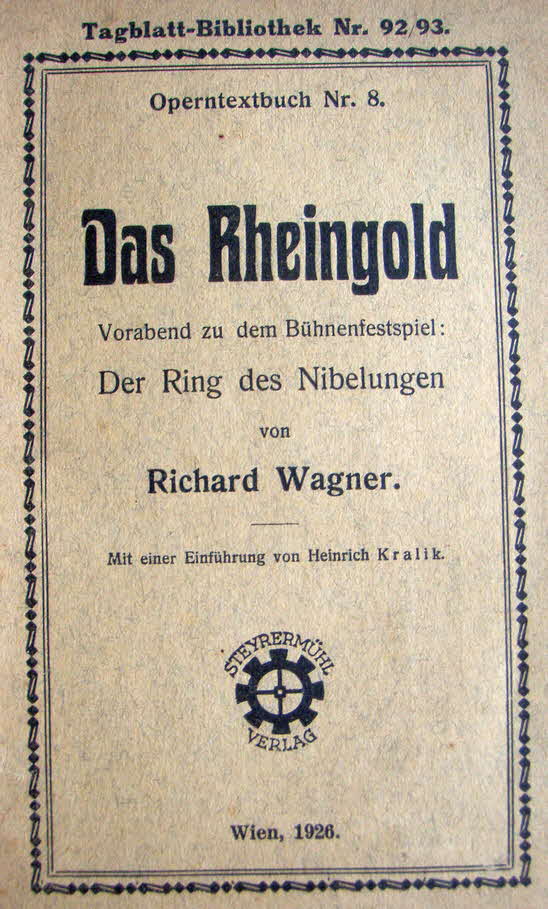 Tagblatt-Bibliothek Nr. 92/93.
Operntextbuch Nr. 8.
Das Rheingold
Vorabend zu dem Bühnenfestspiel:
Der Ring des Nibelungen
von
Richard Wagner.
Mit einer Einführung von Heinrich Kralik.
STEYRERMÜHL
VERLAG
Wien, 1926.